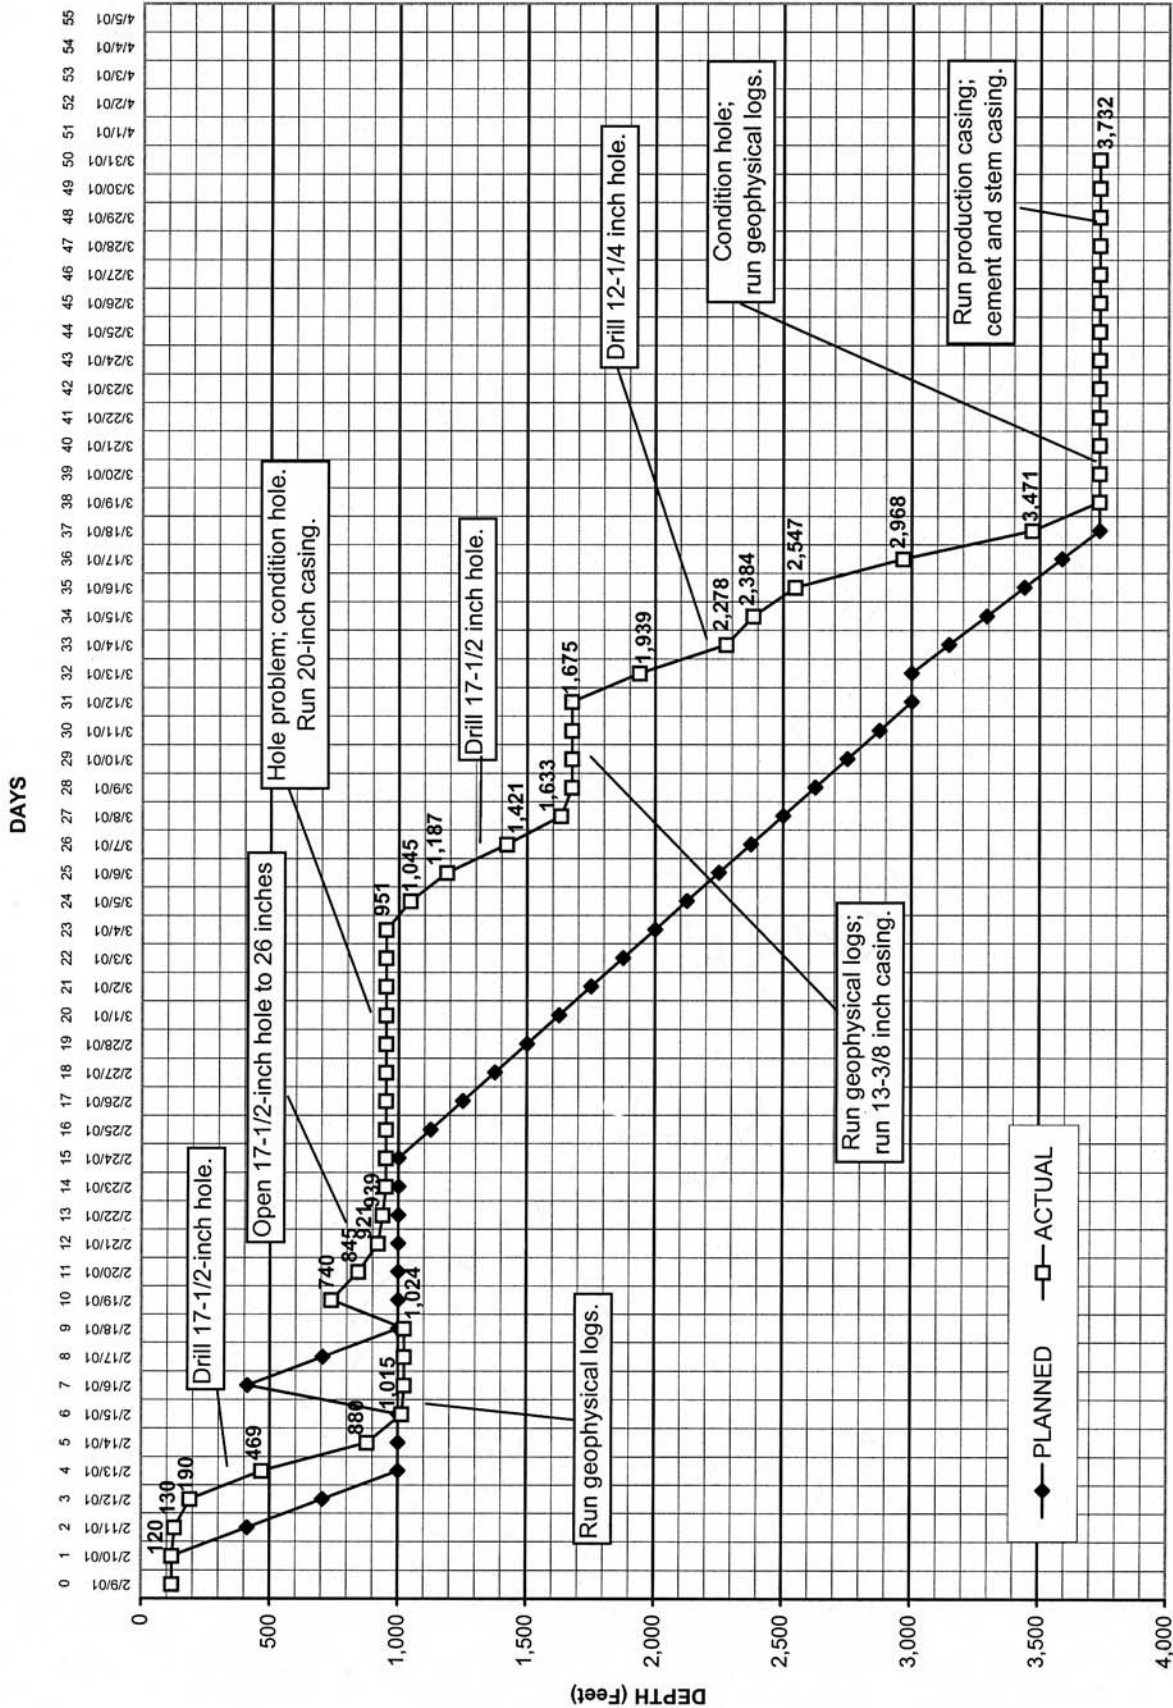 DAYS
0 1 2 3 4 5 6 7 8 9 10 11 12 13 14 15 16 17 18 19 20 21 22 23 24 25 26 27 28 29 30 31 32 33 34 35 36 37 38 39 40 41 42 43 44 45 46 47 48 49 50 51 52 53 54 55
2/9/01 2/10/01 2/11/01 2/12/01 2/13/01 2/14/01 2/15/01 2/16/01 2/17/01 2/18/01 2/19/01 2/20/01 2/21/01 2/22/01 2/23/01 2/24/01 2/25/01 2/26/01 2/27/01 2/28/01 3/1/01 3/2/01 3/3/01 3/4/01 3/5/01 3/6/01 3/7/01 3/8/01 3/9/01 3/10/01 3/11/01 3/12/01 3/13/01 3/14/01 3/15/01 3/16/01 3/17/01 3/18/01 3/19/01 3/20/01 3/21/01 3/22/01 3/23/01 3/24/01 3/25/01 3/26/01 3/27/01 3/28/01 3/29/01 3/30/01 3/31/01 4/1/01 4/2/01 4/3/01 4/4/01 4/5/01
DEPTH (Feet)
0
500
1,000
1,500
2,000
2,500
3,000
3,500
4,000
120
130
190
469
880
1,015
1,024
740
845
921
939
951
1,045
1,187
1,421
1,633
1,675
1,939
2,278
2,384
2,547
2,968
3,471
3,732
Drill 17-1/2-inch hole.
Open 17-1/2-inch hole to 26 inches
Hole problem; condition hole.
Run 20-inch casing.
Drill 17-1/2 inch hole.
Drill 12-1/4 inch hole.
Condition hole;
run geophysical logs.
Run production casing;
cement and stem casing.
Run geophysical logs.
Run geophysical logs;
run 13-3/8 inch casing.
PLANNED
ACTUAL